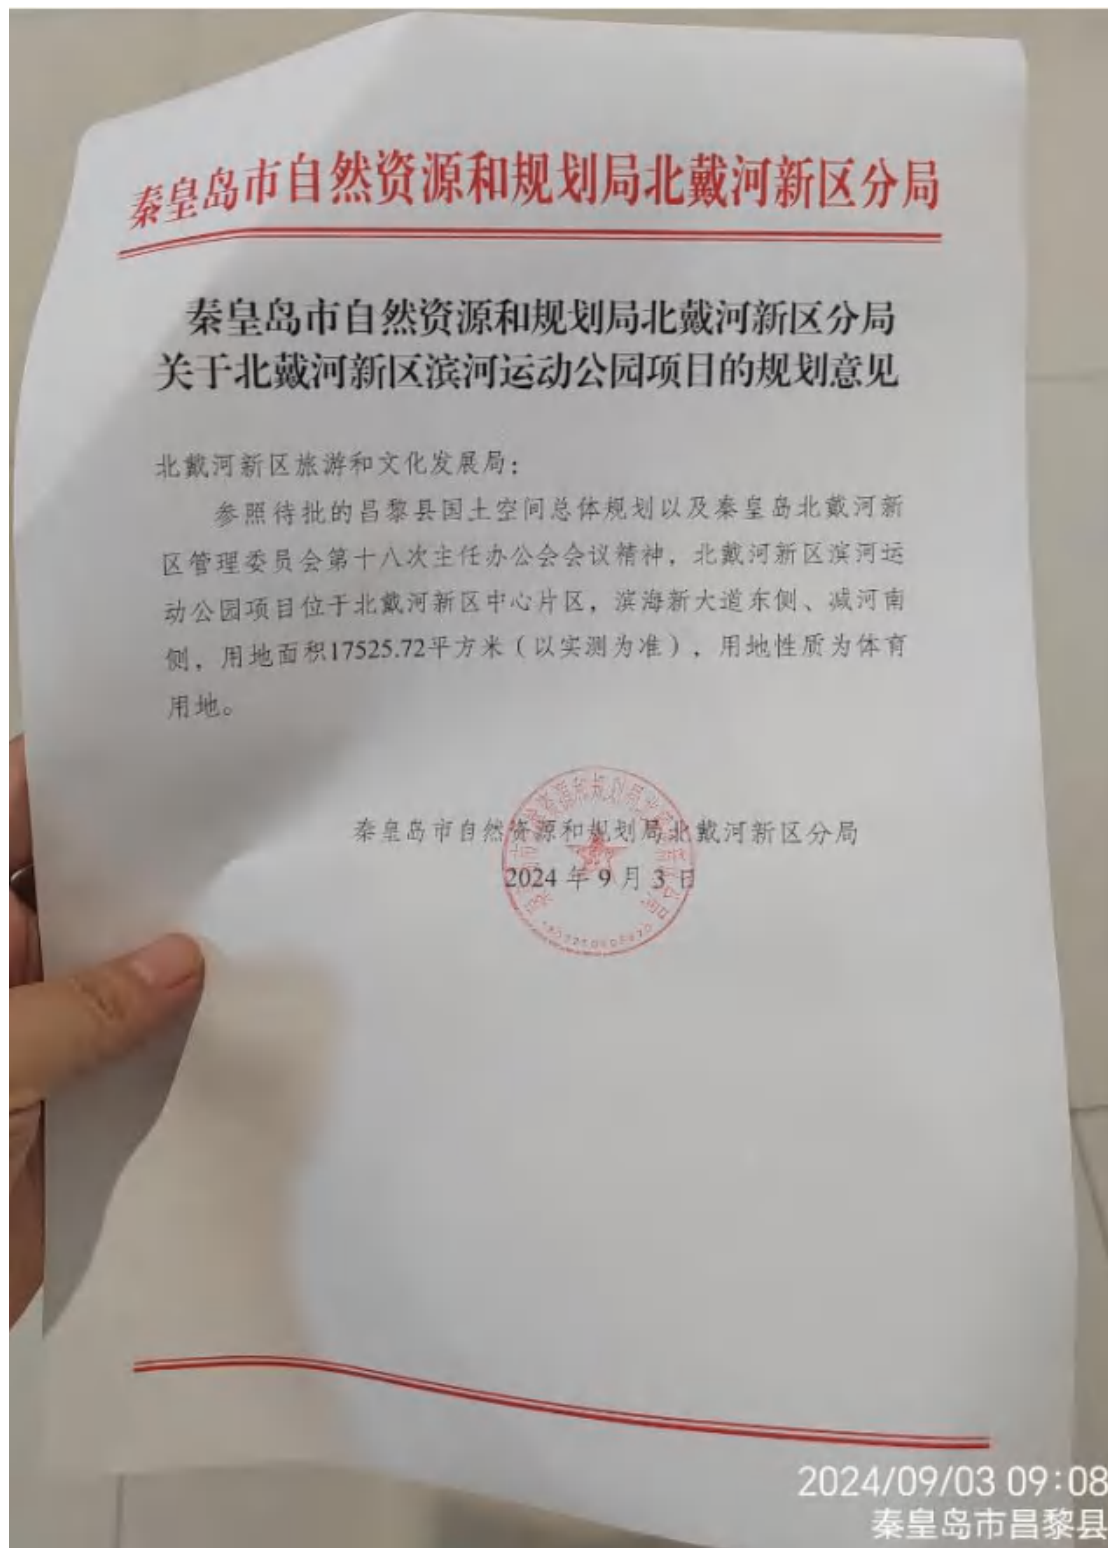 秦皇岛市自然资源和规划局北戴河新区分局
秦皇岛市自然资源和规划局北戴河新区分局
关于北戴河新区滨河运动公园项目的规划意见
北戴河新区旅游和文化发展局：
参照待批的昌黎县国土空间总体规划以及秦皇岛北戴河新
区管理委员会第十八次主任办公会会议精神，北戴河新区滨河运
动公园项目位于北戴河新区中心片区，滨海新大道东侧、减河南
侧，用地面积17525.72平方米（以实测为准），用地性质为体育
用地。
秦皇岛市自然资源和规划局北戴河新区分局
2024 年 9 月 3 日
2024/09/03 09:08
秦皇岛市昌黎县